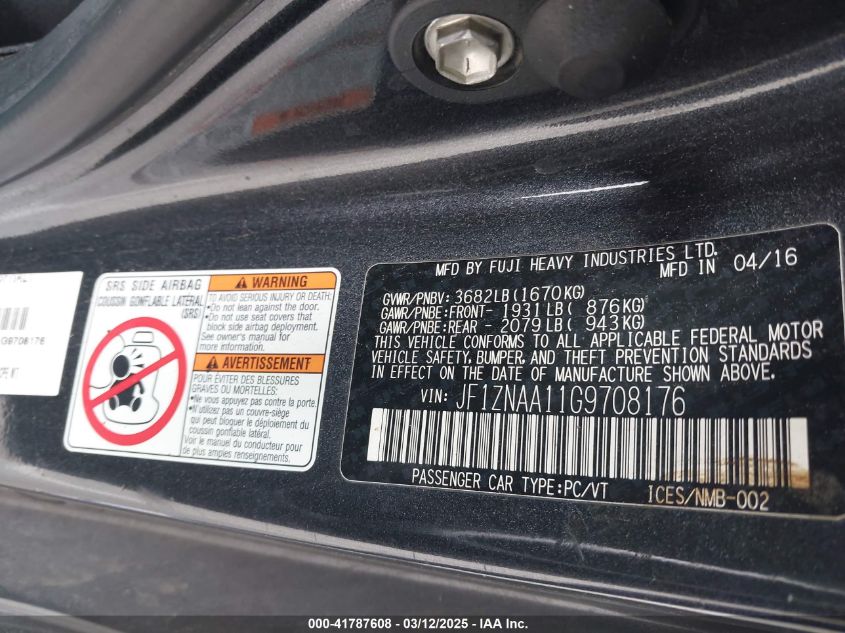 G9708176
SRS SIDE AIRBAG
COUSSIN GONFLABLE LATERAL
(SRS)
WARNING
TO AVOID SERIOUS INJURY OR DEATH:
•Do not lean against the door.
•Do not use seat covers that
block side airbag deployment.
See owner's manual for
more information.
AVERTISSEMENT
POUR ÉVITER DES BLESSURES
GRAVES OU MORTELLES:
•Ne vous appuyez pas contre la porte.
•N'utilisez pas un couvre-siège
qui peut bloquer le déploiement du
coussin gonflable latéral.
Voir le manuel du conducteur
de plus amples renseignements.
MFD BY FUJI HEAVY INDUSTRIES LTD.
MFD IN 04/16
GVWR/PNBV: 3682LB(1670KG)
GAWR/PNBE:FRONT- 1931LB( 876KG)
GAWR/PNBE:REAR - 2079LB( 943KG)
THIS VEHICLE CONFORMS TO ALL APPLICABLE FEDERAL MOTOR
VEHICLE SAFETY, BUMPER, AND THEFT PREVENTION STANDARDS
IN EFFECT ON THE DATE OF MANUFACTURE SHOWN ABOVE.
VIN: JF1ZNAA11G9708176
PASSENGER CAR TYPE:PC/VT ICES/NMB-002
000-41787608 - 03/12/2025 - IAA Inc.